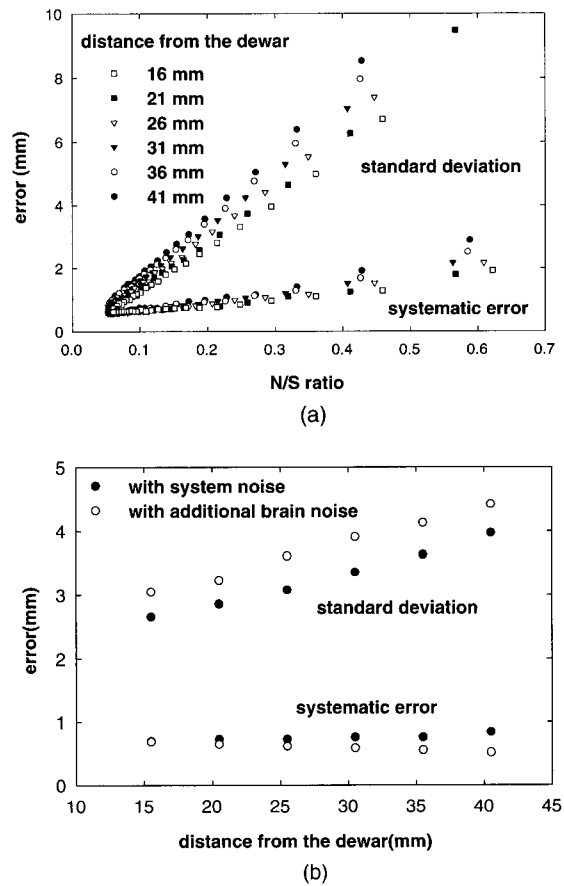 10
8
6
4
2
0
error (mm)
distance from the dewar
16 mm
21 mm
26 mm
31 mm
36 mm
41 mm
standard deviation
systematic error
0.0 0.1 0.2 0.3 0.4 0.5 0.6 0.7
N/S ratio
(a)
5
4
3
2
1
0
error(mm)
with system noise
with additional brain noise
standard deviation
systematic error
10 15 20 25 30 35 40 45
distance from the dewar(mm)
(b)